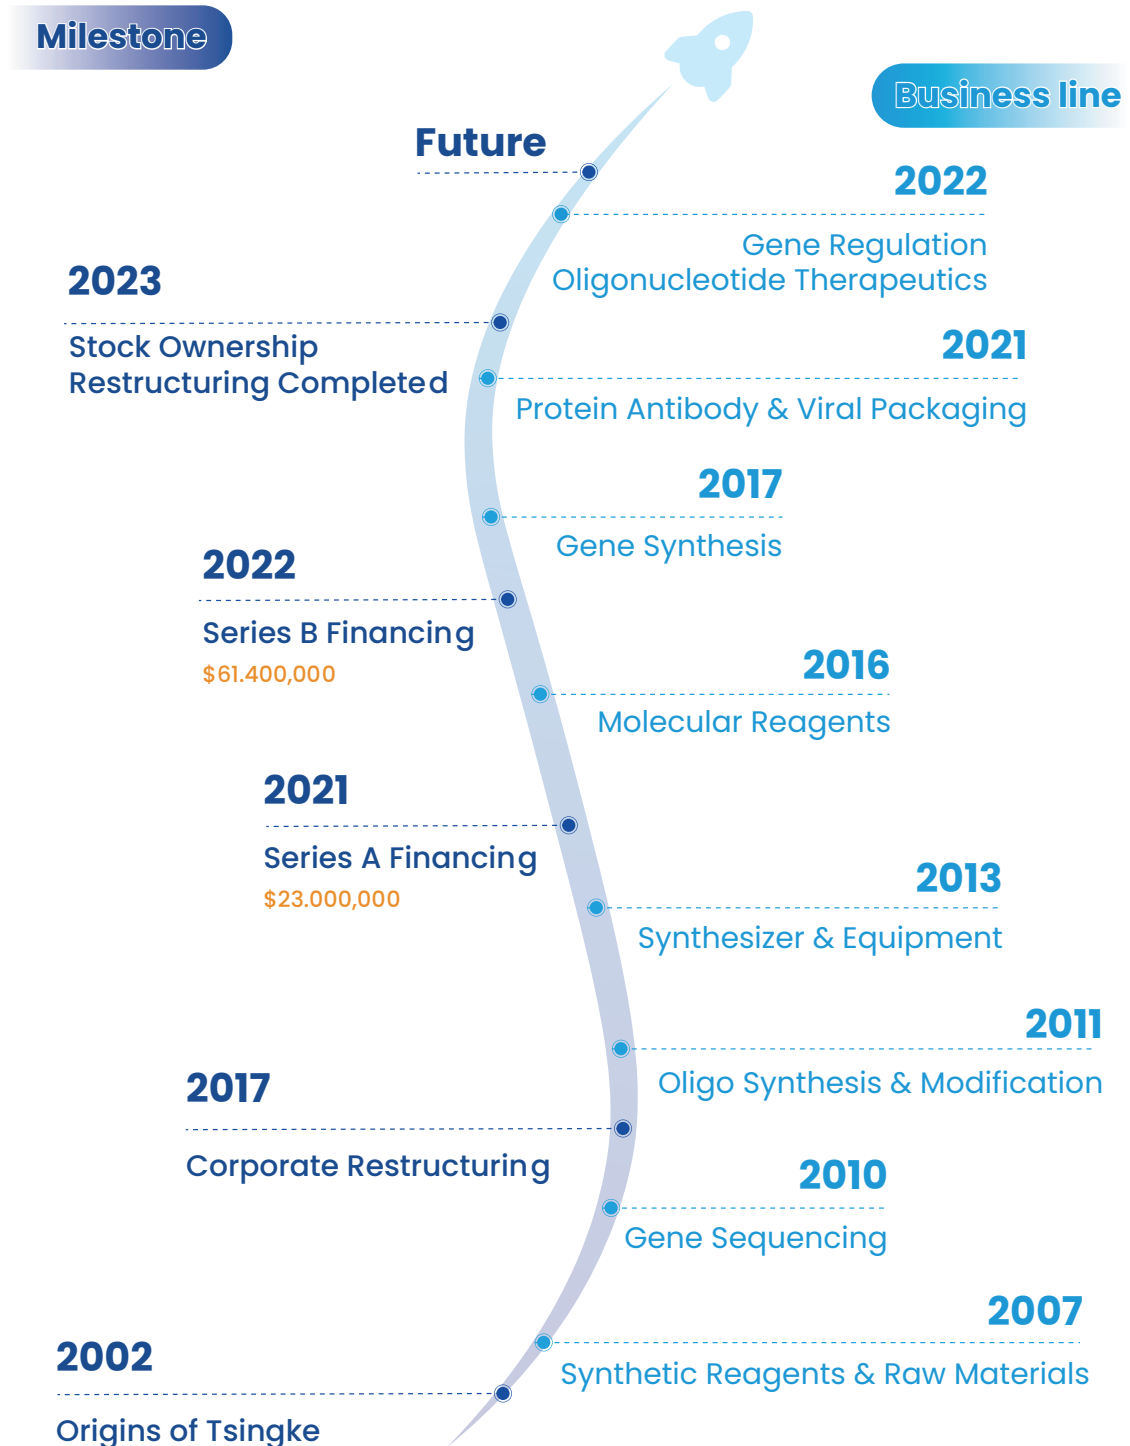 Milestone
Business line
Future
2022
Gene Regulation
Oligonucleotide Therapeutics
2023
Stock Ownership
Restructuring Completed
2021
Protein Antibody & Viral Packaging
2017
Gene Synthesis
2022
Series B Financing
$61.400,000
2016
Molecular Reagents
2021
Series A Financing
$23.000,000
2013
Synthesizer & Equipment
2011
Oligo Synthesis & Modification
2017
Corporate Restructuring
2010
Gene Sequencing
2007
Synthetic Reagents & Raw Materials
2002
Origins of Tsingke